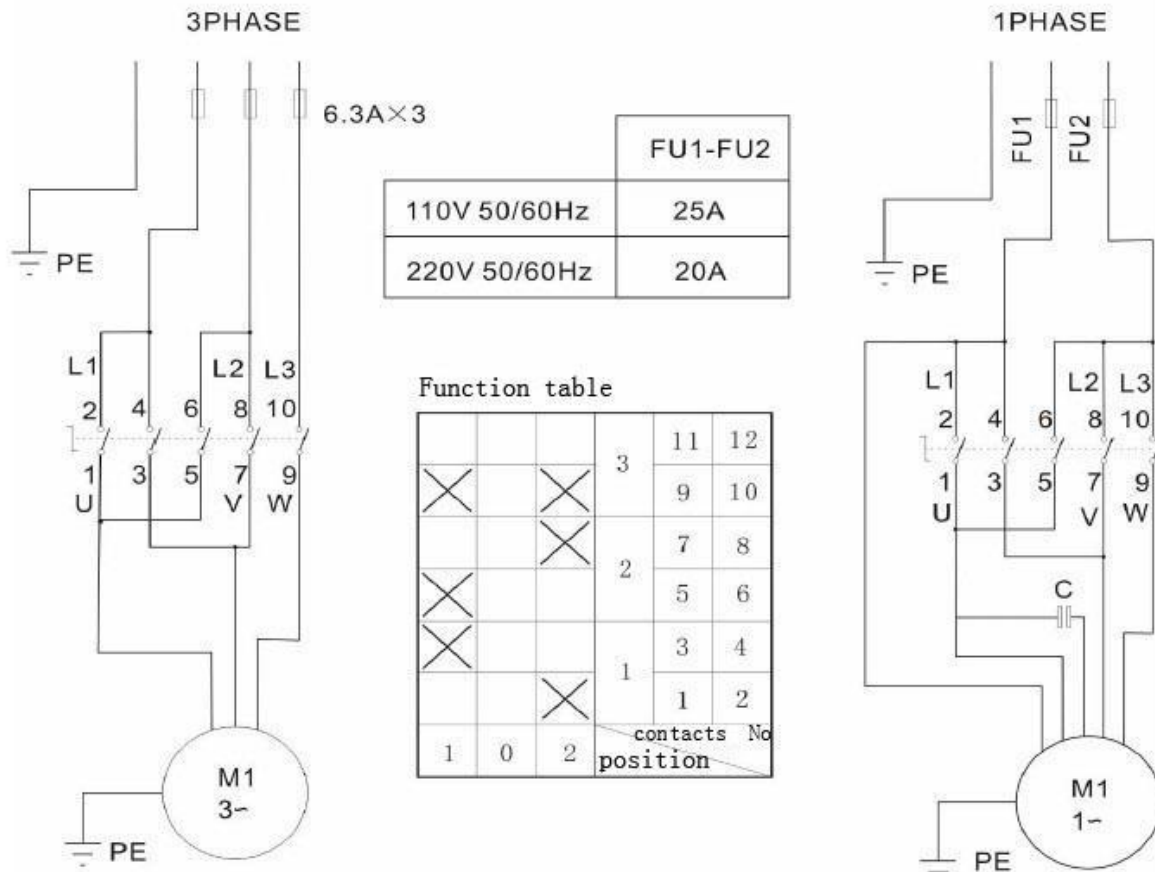 3PHASE
6.3A×3
PE
L1 L2 L3
2 4 6 8 10
1 3 5 7 9
U V W
M1
3~
PE
FU1-FU2
110V 50/60Hz 25A
220V 50/60Hz 20A
Function table
3 11 12
9 10
2 7 8
5 6
1 3 4
1 2
contacts No
1 0 2 position
1PHASE
FU1 FU2
PE
L1 L2 L3
2 4 6 8 10
1 3 5 7 9
U V W
C
M1
1~
PE